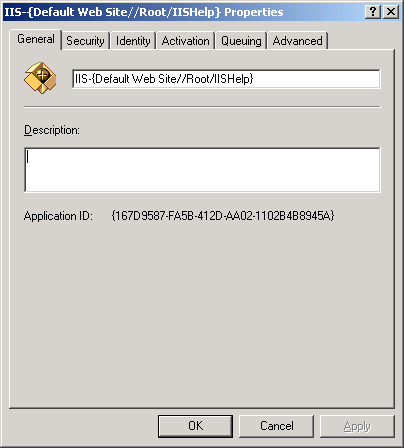 IIS-{Default Web Site//Root/IISHelp} Properties
General Security Identity Activation Queuing Advanced
IIS-{Default Web Site//Root/IISHelp}
Description:
Application ID: {167D9587-FA5B-412D-AA02-1102B4B8945A}
OK Cancel Apply